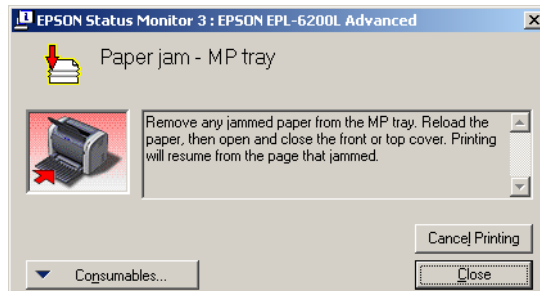 EPSON Status Monitor 3 : EPSON EPL-6200L Advanced
Paper jam - MP tray
Remove any jammed paper from the MP tray. Reload the
paper, then open and close the front or top cover. Printing
will resume from the page that jammed.
Cancel Printing
Consumables...
Close